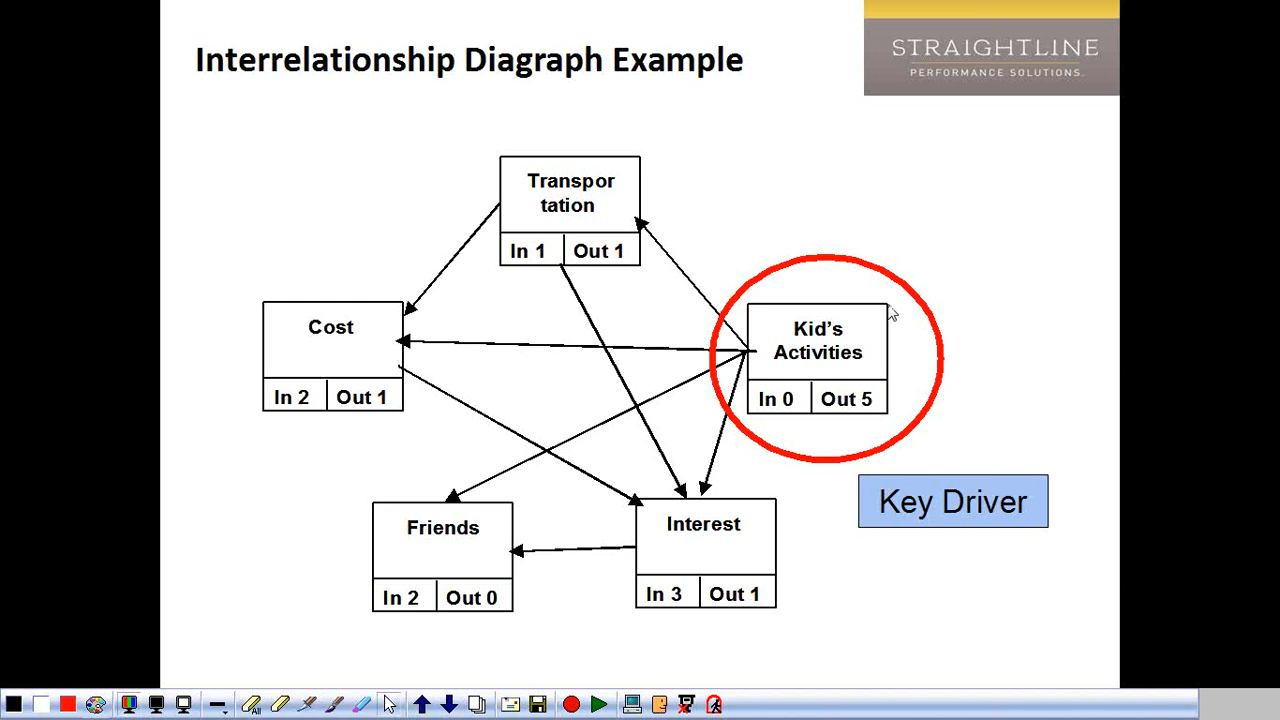 Interrelationship Diagraph Example
STRAIGHTLINE
PERFORMANCE SOLUTIONS.
Transpor
tation
In 1 Out 1
Cost
In 2 Out 1
Kid's
Activities
In 0 Out 5
Key Driver
Friends
In 2 Out 0
Interest
In 3 Out 1
All